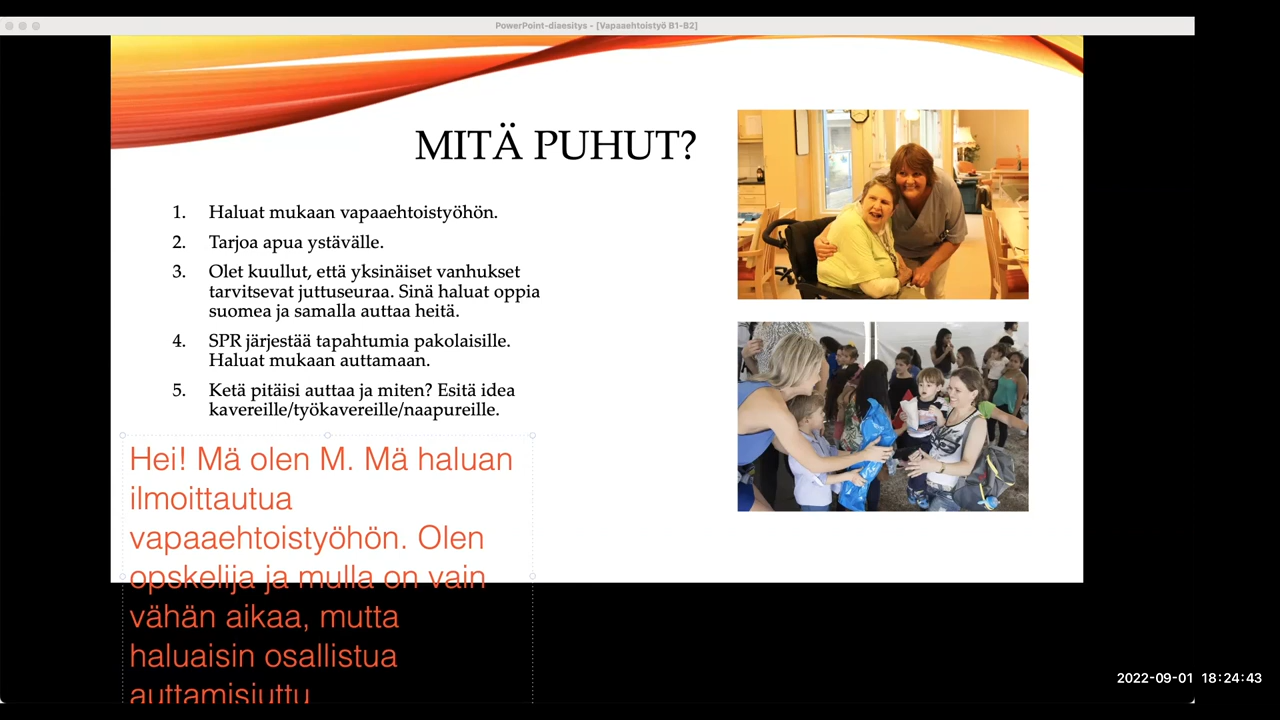 PowerPoint-diaesitys - [Vapaaehtoistyö B1-B2]
MITÄ PUHUT?
1. Haluat mukaan vapaaehtoistyöhön.
2. Tarjoa apua ystävälle.
3. Olet kuullut, että yksinäiset vanhukset
tarvitsevat juttuseuraa. Sinä haluat oppia
suomea ja samalla auttaa heitä.
4. SPR järjestää tapahtumia pakolaisille.
Haluat mukaan auttamaan.
5. Ketä pitäisi auttaa ja miten? Esitä idea
kavereille/työkavereille/naapureille.
Hei! Mä olen M. Mä haluan
ilmoittautua
vapaaehtoistyöhön. Olen
opskelija ja mulla on vain
vähän aikaa, mutta
haluaisin osallistua
auttamisjuttu
2022-09-01 18:24:43